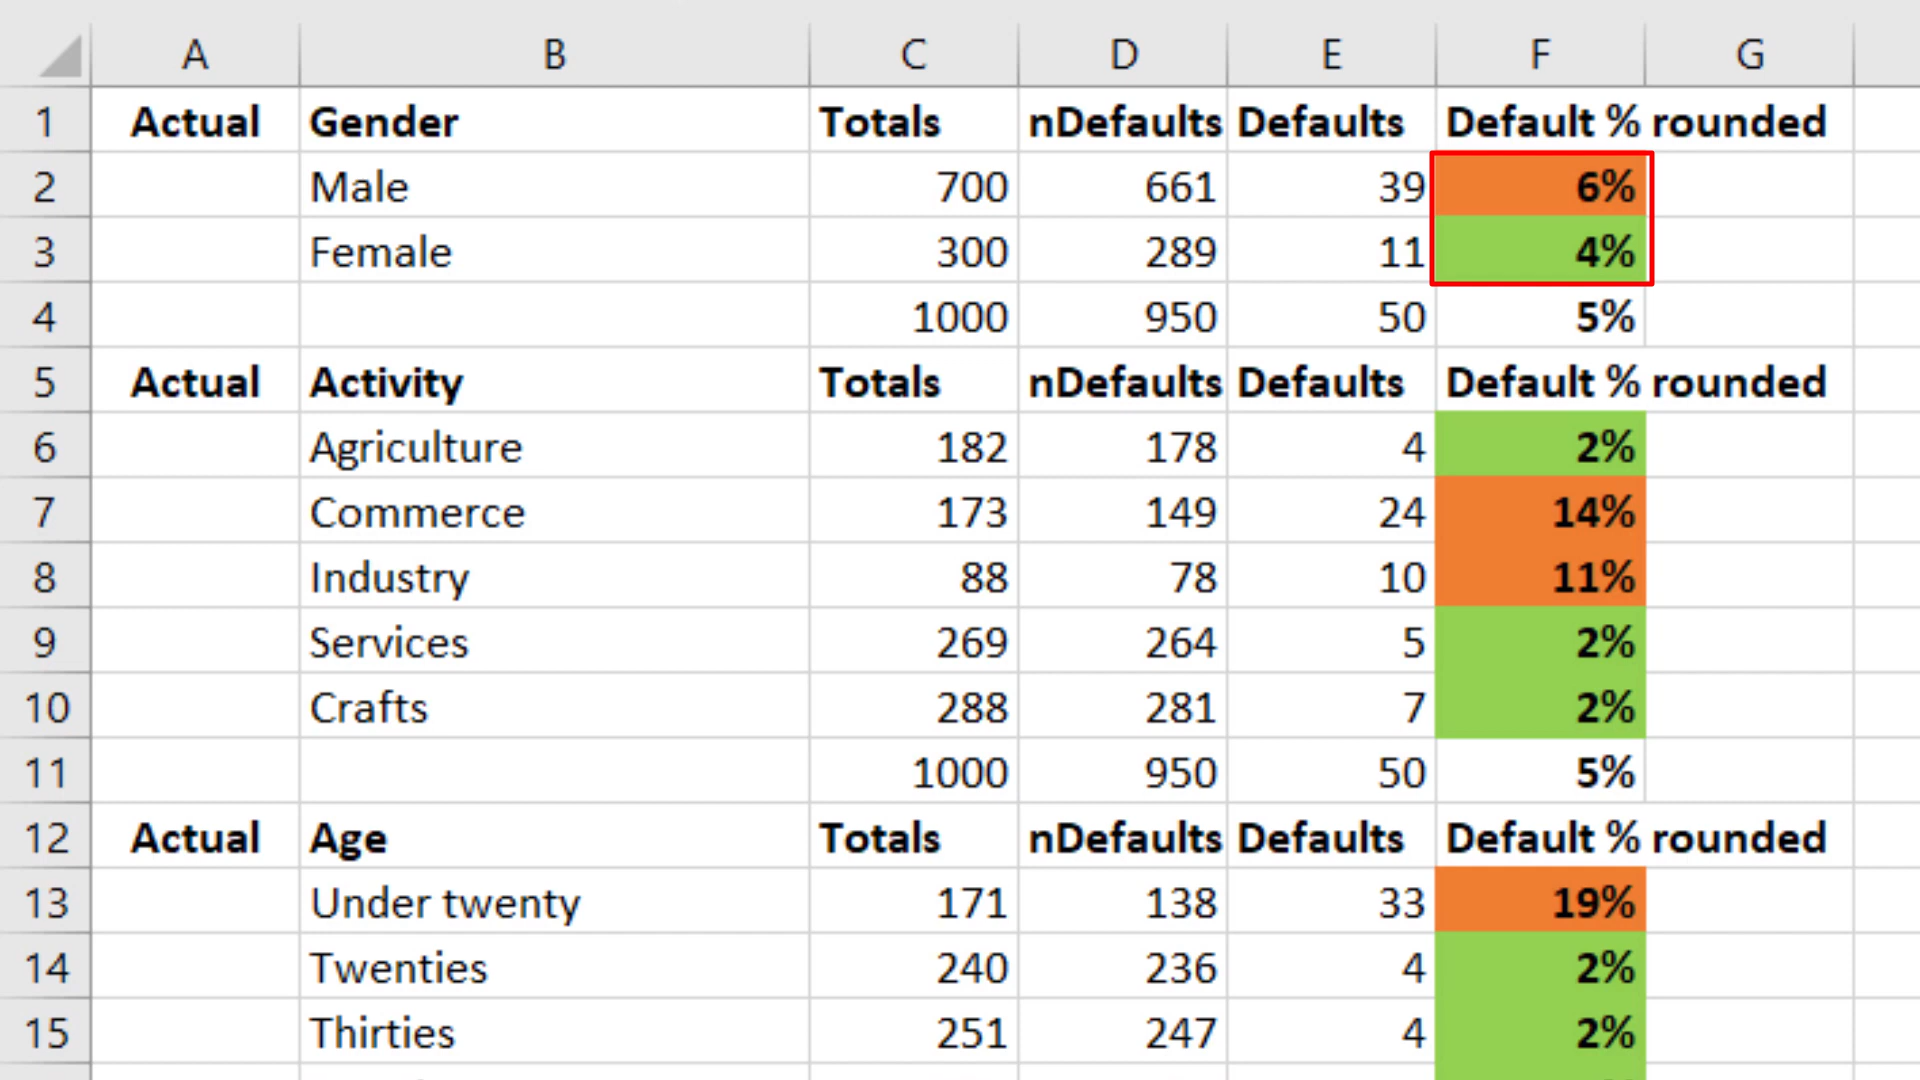 A B C D E F G
1 Actual Gender Totals nDefaults Defaults Default % rounded
2 Male 700 661 39 6%
3 Female 300 289 11 4%
4 1000 950 50 5%
5 Actual Activity Totals nDefaults Defaults Default % rounded
6 Agriculture 182 178 4 2%
7 Commerce 173 149 24 14%
8 Industry 88 78 10 11%
9 Services 269 264 5 2%
10 Crafts 288 281 7 2%
11 1000 950 50 5%
12 Actual Age Totals nDefaults Defaults Default % rounded
13 Under twenty 171 138 33 19%
14 Twenties 240 236 4 2%
15 Thirties 251 247 4 2%